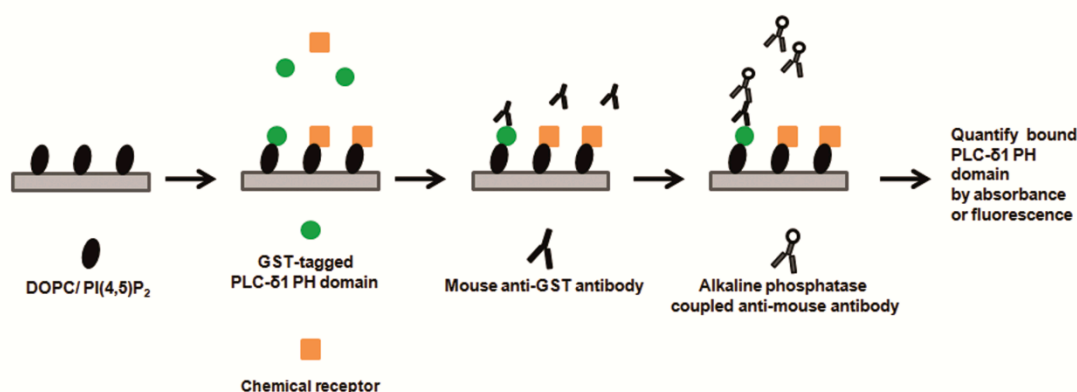 DOPC/ PI(4,5)P₂
GST-tagged
PLC-δ1 PH domain
Chemical receptor
Mouse anti-GST antibody
Alkaline phosphatase
coupled anti-mouse antibody
Quantify bound
PLC-δ1 PH
domain
by absorbance
or fluorescence